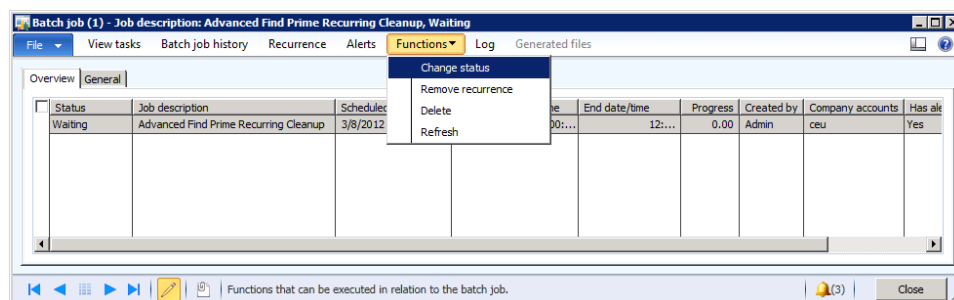 Batch job (1) - Job description: Advanced Find Prime Recurring Cleanup, Waiting
File View tasks Batch job history Recurrence Alerts Functions Log Generated files
Change status
Remove recurrence
Delete
Refresh
Overview General
Status Job description Scheduled End date/time Progress Created by Company accounts Has ale
Waiting Advanced Find Prime Recurring Cleanup 3/8/2012 00:... 12:... 0.00 Admin ceu Yes
Functions that can be executed in relation to the batch job. (3) Close